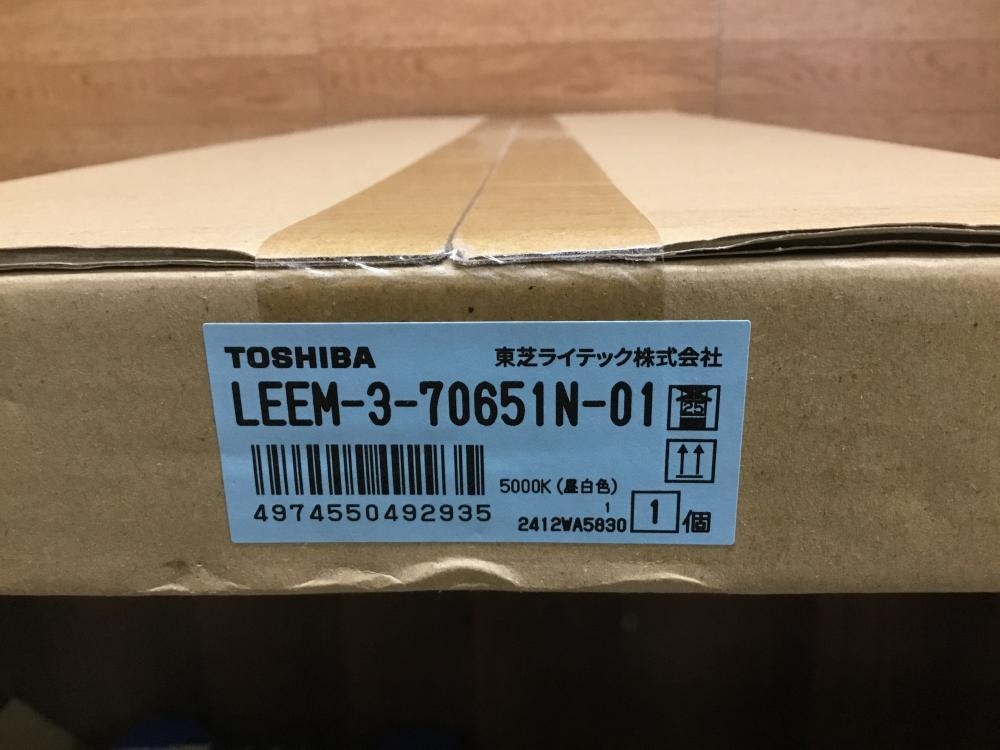 TOSHIBA 東芝ライテック株式会社
LEEM-3-70651N-01
25
5000K (昼白色)
4974550492935
1
2412WA5830
1 個